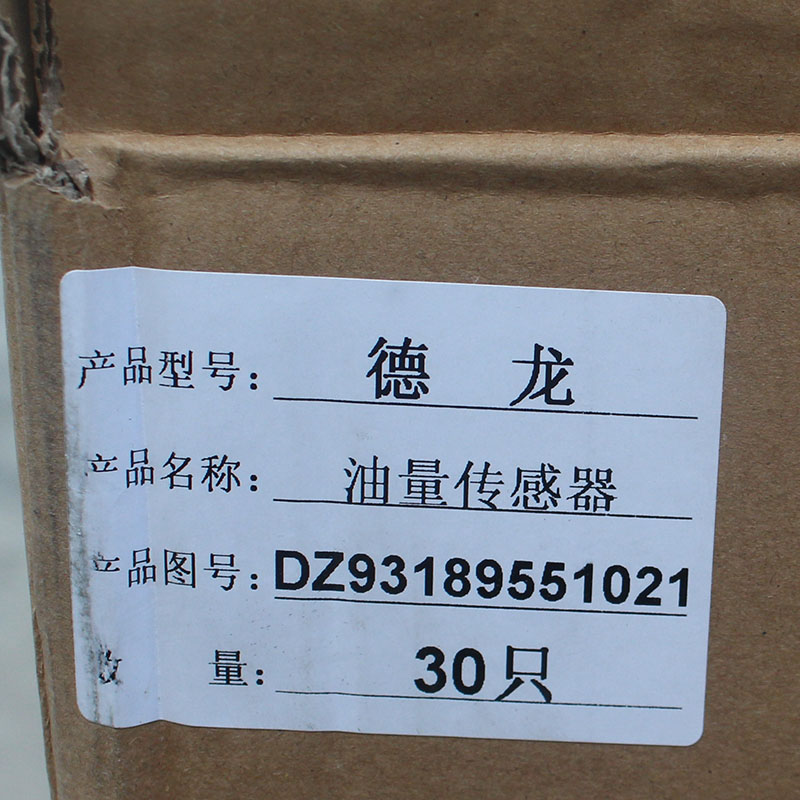 产品型号：德 龙
产品名称：油量传感器
产品图号：DZ93189551021
数 量：30只